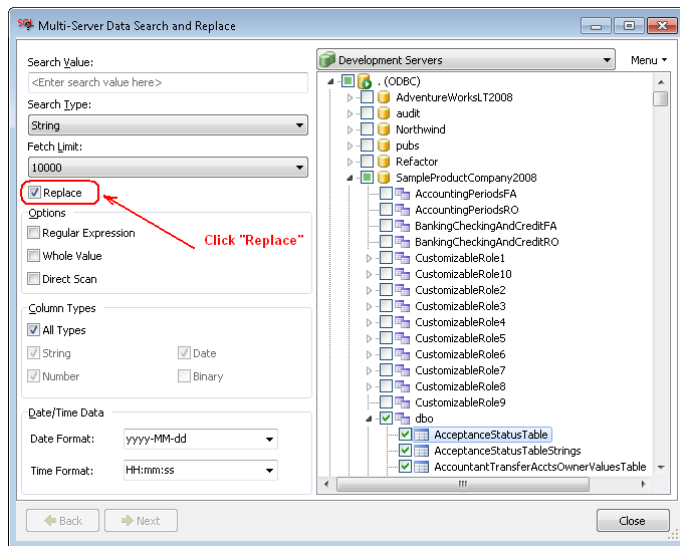 SQL Multi-Server Data Search and Replace
Search Value:
<Enter search value here>
Search Type:
String
Fetch Limit:
10000
Replace
Options
Regular Expression
Whole Value
Direct Scan
Click "Replace"
Column Types
All Types
String
Date
Number
Binary
Date/Time Data
Date Format:
yyyy-MM-dd
Time Format:
HH:mm:ss
Development Servers
Menu
. (ODBC)
AdventureWorksLT2008
audit
Northwind
pubs
Refactor
SampleProductCompany2008
AccountingPeriodsFA
AccountingPeriodsRO
BankingCheckingAndCreditFA
BankingCheckingAndCreditRO
CustomizableRole1
CustomizableRole10
CustomizableRole2
CustomizableRole3
CustomizableRole4
CustomizableRole5
CustomizableRole6
CustomizableRole7
CustomizableRole8
CustomizableRole9
dbo
AcceptanceStatusTable
AcceptanceStatusTableStrings
AccountantTransferAcctsOwnerValuesTable
Back
Next
Close